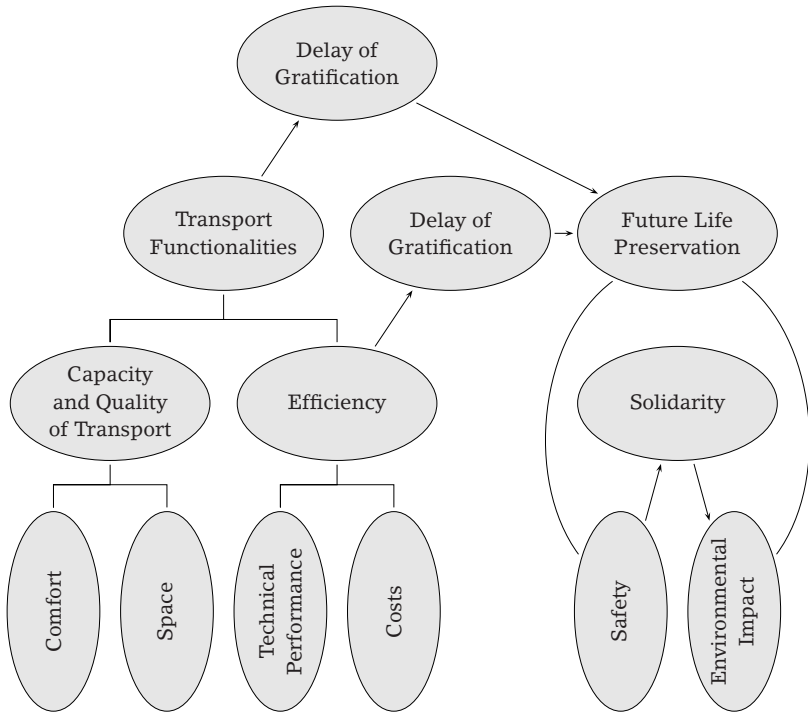 Delay of
Gratification
Transport
Functionalities
Delay of
Gratification
Future Life
Preservation
Capacity
and Quality
of Transport
Efficiency
Solidarity
Comfort
Space
Technical
Performance
Costs
Safety
Environmental
Impact